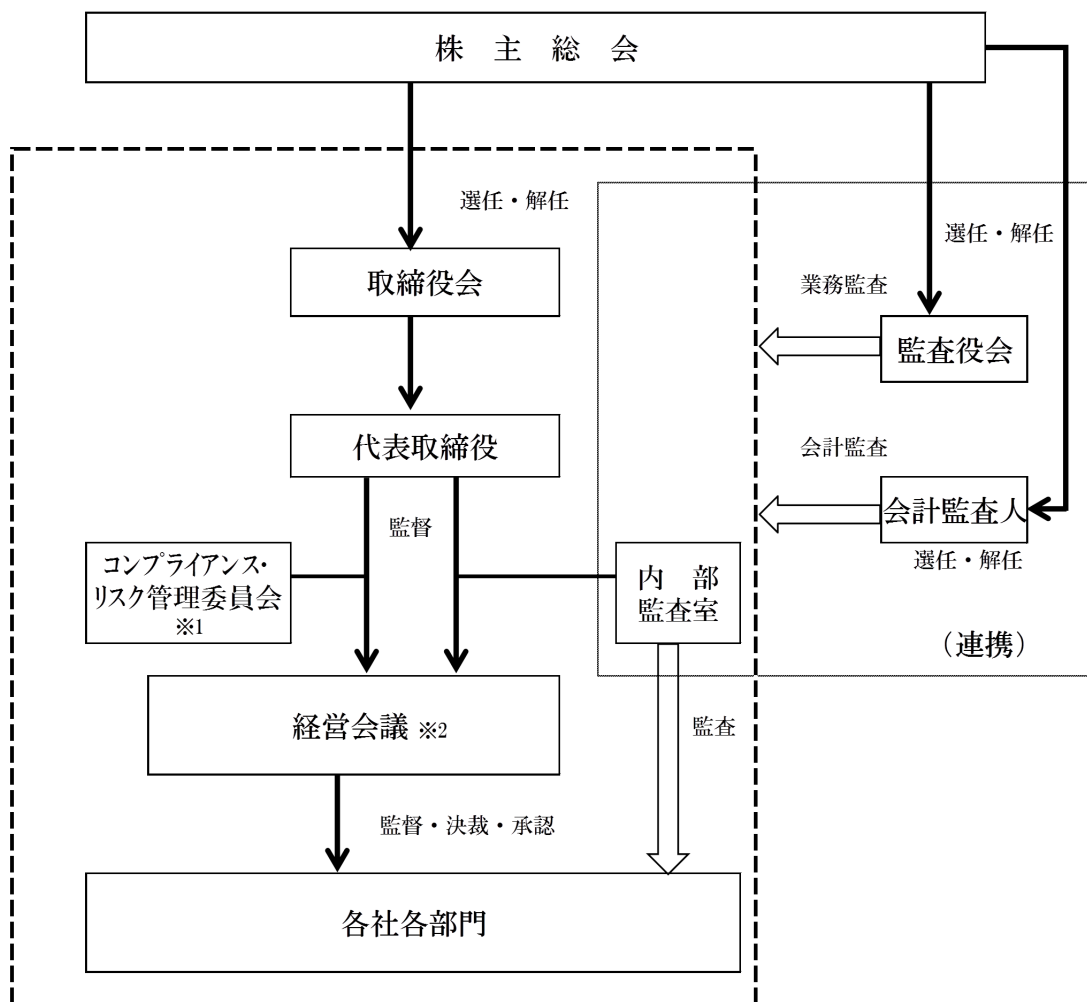 株 主 総 会
選任・解任
選任・解任
取締役会
業務監査
監査役会
代表取締役
会計監査
会計監査人
監督
選任・解任
コンプライアンス・
リスク管理委員会
※1
内 部
監査室
（連携）
経営会議 ※2
監査
監督・決裁・承認
各社各部門